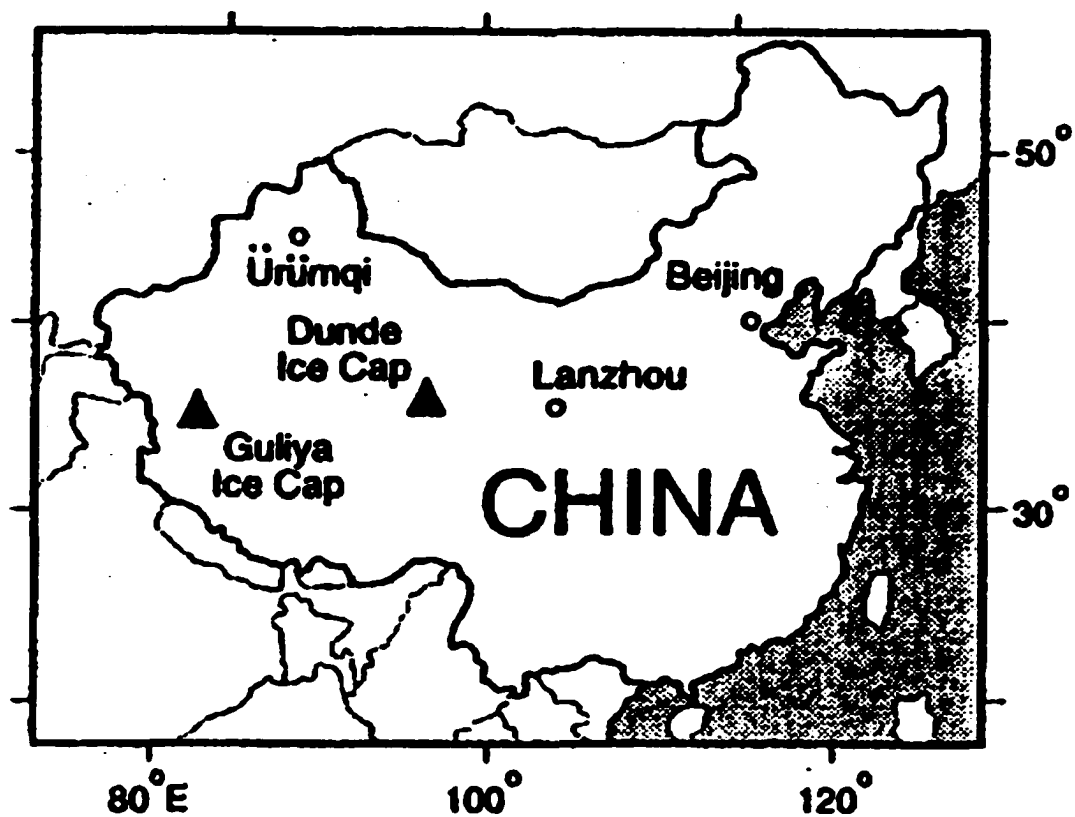 50°
Ürümqi
Beijing
Dunde
Ice Cap
Lanzhou
Guliya
Ice Cap
CHINA
30°
80°E
100°
120°